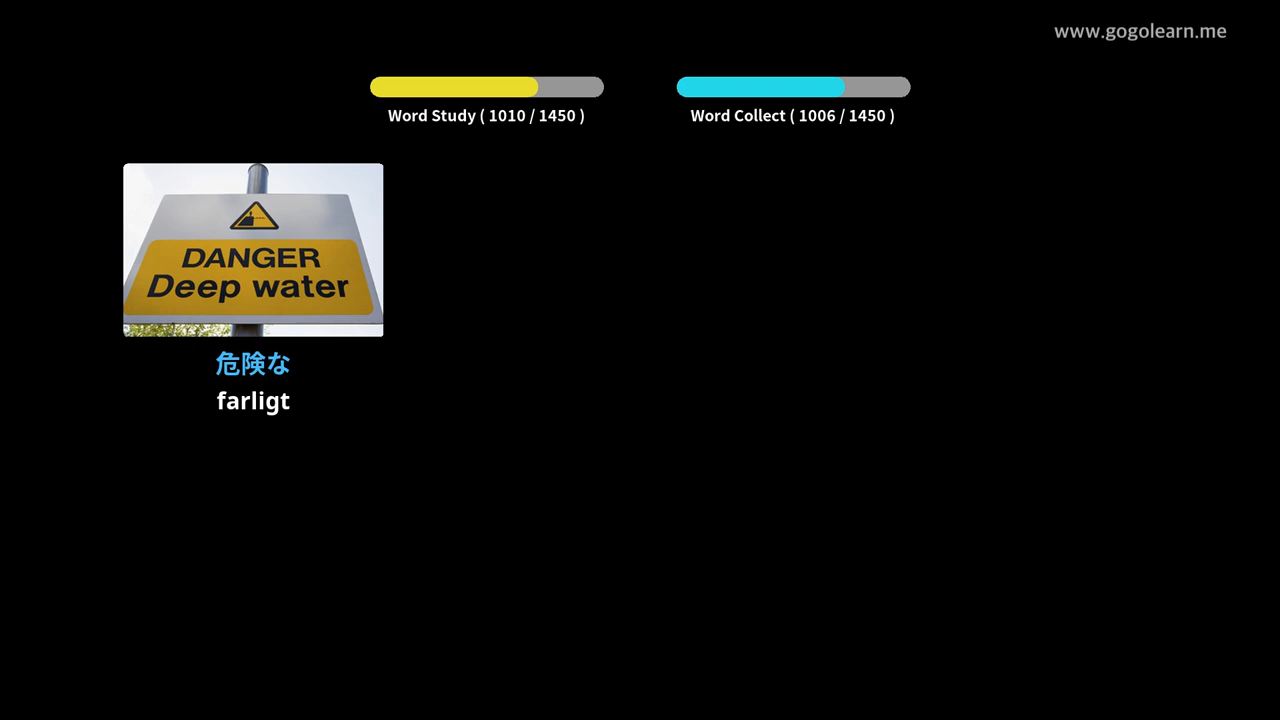 www.gogolearn.me
Word Study ( 1010 / 1450 )
Word Collect ( 1006 / 1450 )
DANGER
Deep water
危険な
farligt